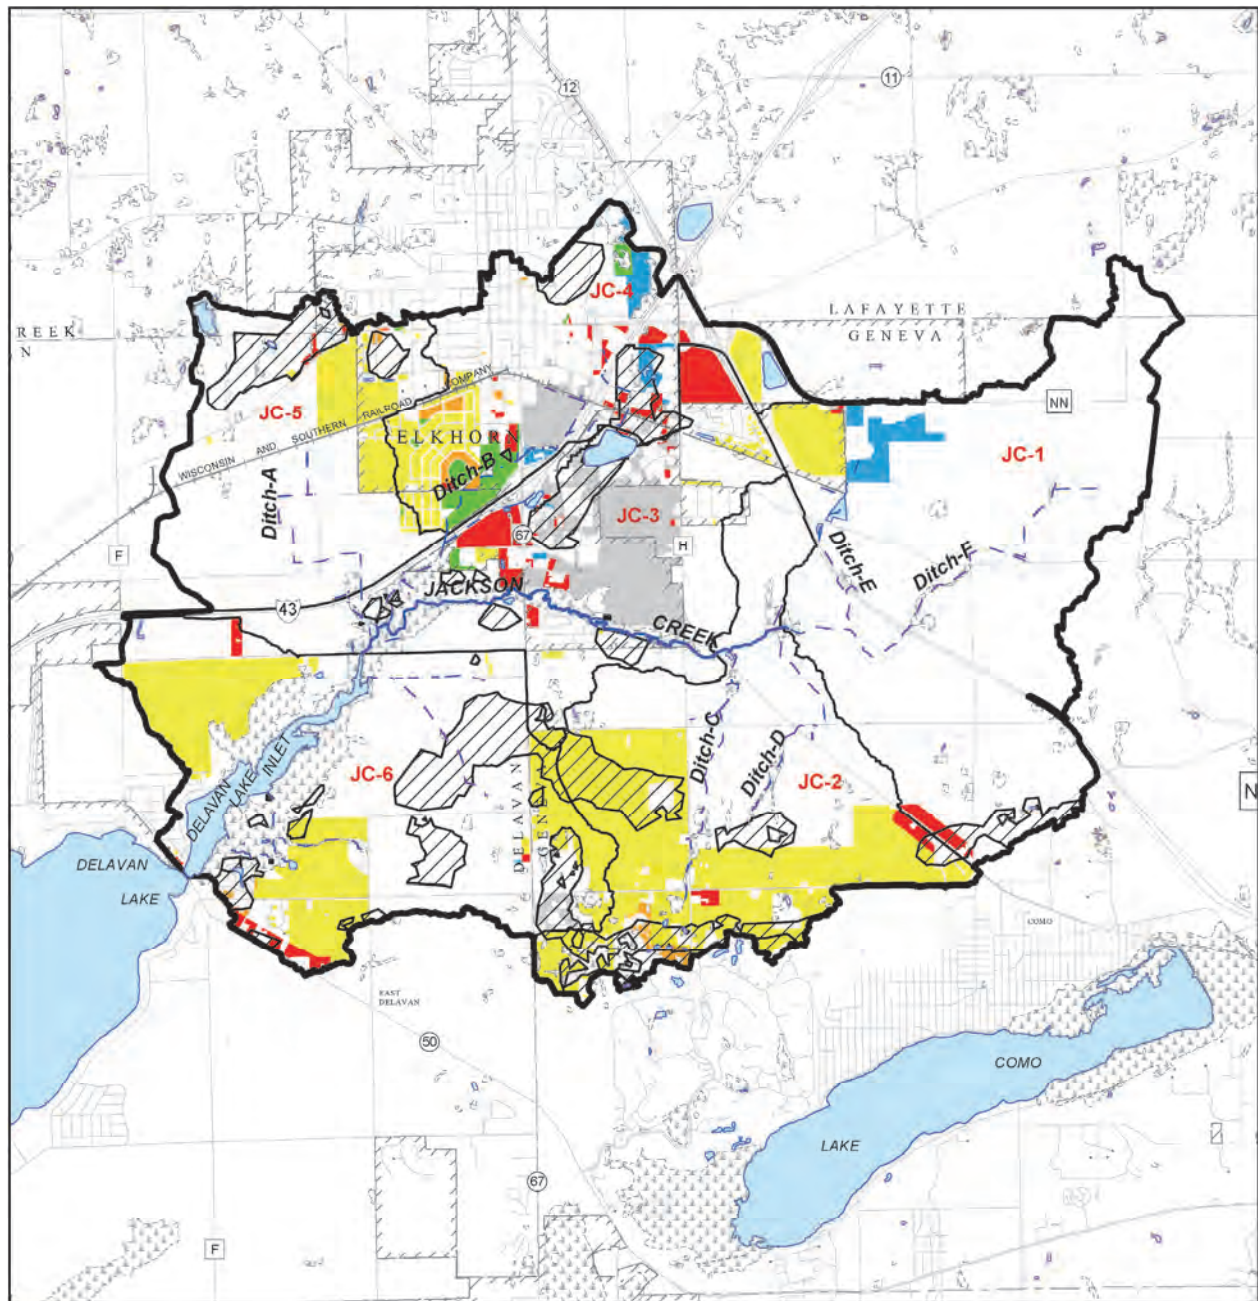 12
11
LAFAYETTE
GENEVA
REEK
N
JC-4
NN
COMPANY
JC-5
RAILROAD
ELKHORN
SOUTHERN
AND
WISCONSIN
JC-1
Ditch-A
Ditch-B
JC-3
67
H
F
Ditch-E
Ditch-F
JACKSON
43
CREEK
Ditch-C
Ditch-D
INLET
LAKE
DELAVAN
JC-6
JC-2
DELAVAN
GEN
N
DELAVAN
LAKE
COMO
EAST
DELAVAN
50
COMO
LAKE
67
F